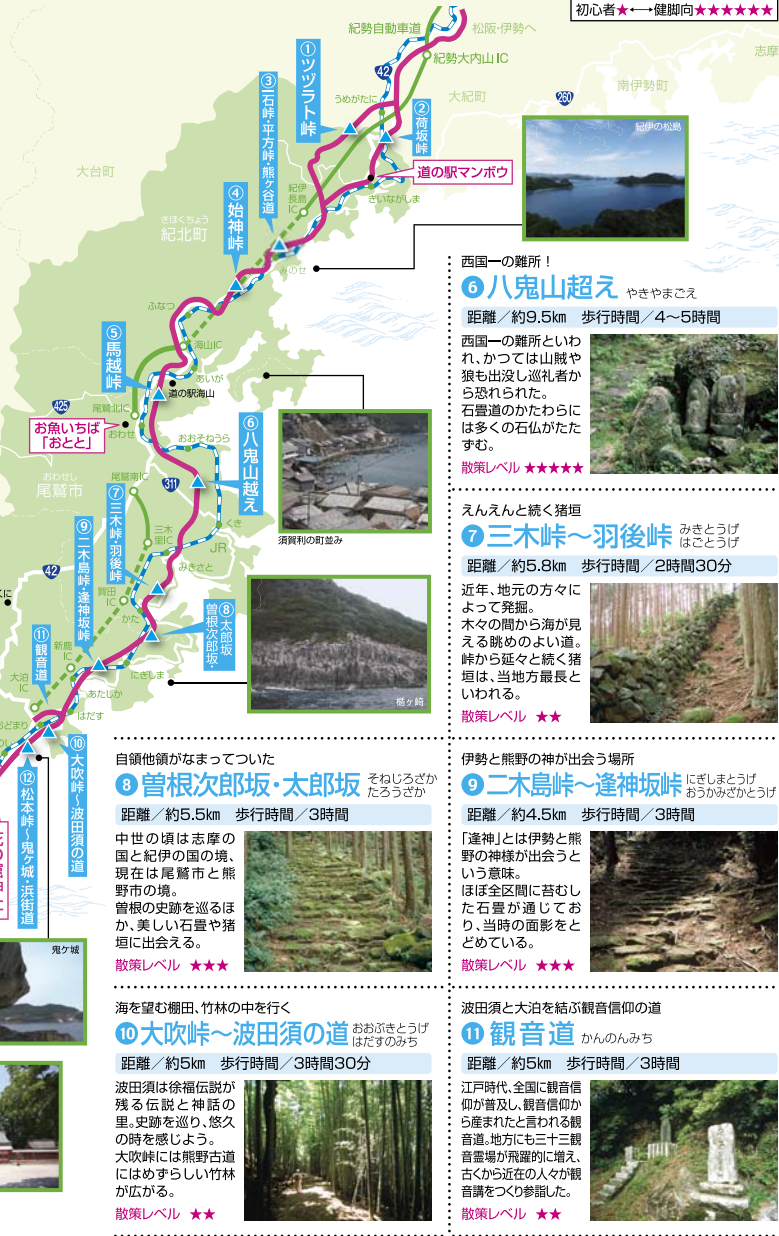 初心者★←→健脚向★★★★★★
紀勢自動車道
松阪・伊勢へ
志摩
紀勢大内山IC
42
①ツヅラト峠
③一石峠・平方峠・熊ヶ谷道
南伊勢町
大紀町
260
うめがたに
②荷坂峠
紀伊の松島
大台町
道の駅マンボウ
紀伊長島IC
きいながしま
④始神峠
きほくちょう
紀北町
みのせ
ふなつ
⑤馬越峠
海山IC
あいが
道の駅海山
尾鷲北IC
425
おわせ
お魚いちば
「おとと」
⑥八鬼山越え
おおそねうら
おわせし
尾鷲市
尾鷲南IC
⑦三木峠・羽後峠
311
須賀利の町並み
⑨二木島峠・逢神坂峠
三木里IC
くき
JR
みきさと
42
賀田IC
かた
⑧太郎坂
曽根次郎坂・
⑪観音道
新鹿IC
楯ヶ崎
大泊IC
にぎしま
あたしか
はだす
おどまり
⑩大吹峠〜波田須の道
⑫松本峠〜鬼ヶ城・浜街道
鬼ケ城
西国一の難所！
⑥八鬼山超え やきやまごえ
距離／約9.5km 歩行時間／4〜5時間
西国一の難所といわ
れ、かつては山賊や
狼も出没し巡礼者か
ら恐れられた。
石畳道のかたわらに
は多くの石仏がたた
ずむ。
散策レベル ★★★★★
えんえんと続く猪垣
⑦三木峠〜羽後峠 みきとうげ
はごとうげ
距離／約5.8km 歩行時間／2時間30分
近年、地元の方々に
よって発掘。
木々の間から海が見
える眺めのよい道。
峠から延々と続く猪
垣は、当地方最長と
いわれる。
散策レベル ★★
自領他領がなまってついた
⑧曽根次郎坂・太郎坂 そねじろざか
たろうざか
距離／約5.5km 歩行時間／3時間
中世の頃は志摩の
国と紀伊の国の境、
現在は尾鷲市と熊
野市の境。
曽根の史跡を巡るほ
か、美しい石畳や猪
垣に出会える。
散策レベル ★★★
伊勢と熊野の神が出会う場所
⑨二木島峠〜逢神坂峠 にぎしまとうげ
おうかみざかとうげ
距離／約4.5km 歩行時間／3時間
「逢神」とは伊勢と熊
野の神様が出会うと
いう意味。
ほぼ全区間に苔むし
た石畳が通じてお
り、当時の面影をと
どめている。
散策レベル ★★★
海を望む棚田、竹林の中を行く
⑩大吹峠〜波田須の道 おおぶきとうげ
はだすのみち
距離／約5km 歩行時間／3時間30分
波田須は徐福伝説が
残る伝説と神話の
里。史跡を巡り、悠久
の時を感じよう。
大吹峠には熊野古道
にはめずらしい竹林
が広がる。
散策レベル ★★
波田須と大泊を結ぶ観音信仰の道
⑪観音道 かんのんみち
距離／約5km 歩行時間／3時間
江戸時代、全国に観音信
仰が普及し、観音信仰か
ら産まれたと言われる観
音道。地方にも三十三観
音霊場が飛躍的に増え、
古くから近在の人々が観
音講をつくり参詣した。
散策レベル ★★